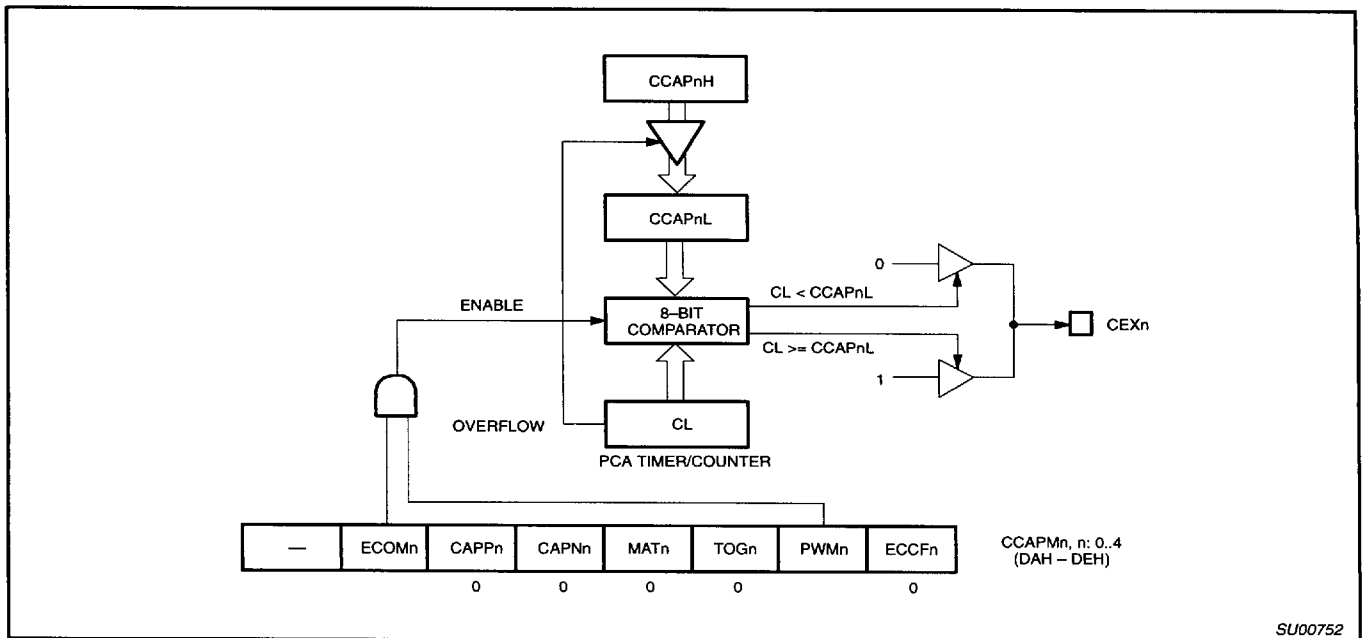 CCAPnH
CCAPnL
0
CL < CCAPnL
ENABLE
8–BIT
COMPARATOR
CEXn
CL >= CCAPnL
1
OVERFLOW
CL
PCA TIMER/COUNTER
— ECOMn CAPPn CAPNn MATn TOGn PWMn ECCFn
CCAPMn, n: 0..4
(DAH – DEH)
0 0 0 0 0
SU00752